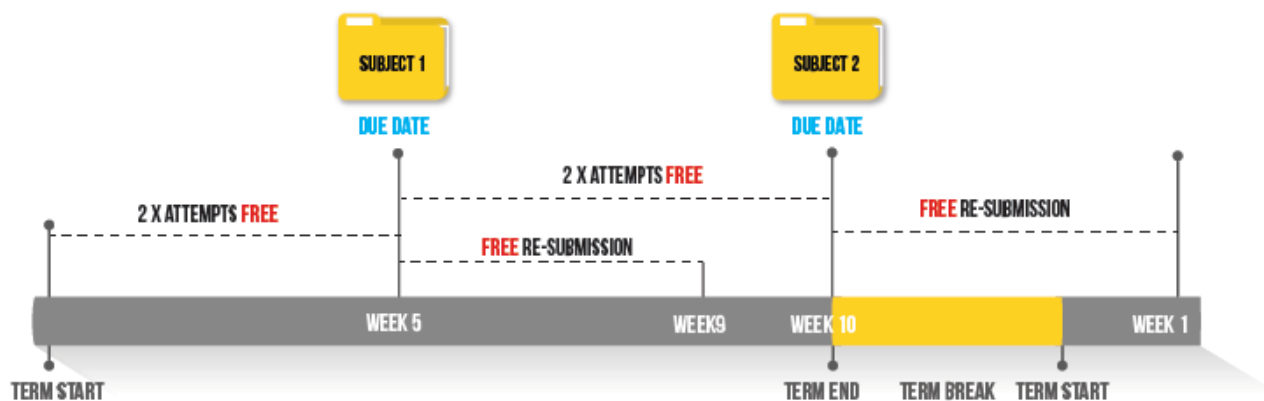 SUBJECT 1
SUBJECT 2
DUE DATE
DUE DATE
2 X ATTEMPTS FREE
2 X ATTEMPTS FREE
FREE RE-SUBMISSION
FREE RE-SUBMISSION
WEEK 5
WEEK9
WEEK 10
WEEK 1
TERM START
TERM END
TERM BREAK
TERM START